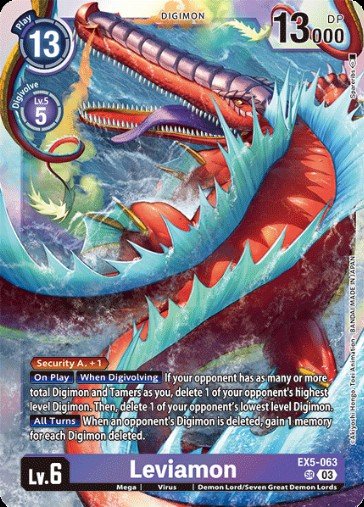 DIGIMON
Play
13
DP
13000
Digivolve
Lv.5
5
Security A. +1
On Play When Digivolving If your opponent has as many or more
total Digimon and Tamers as you, delete 1 of your opponent's highest
level Digimon. Then, delete 1 of your opponent's lowest level Digimon.
All Turns When an opponent's Digimon is deleted, gain 1 memory
for each Digimon deleted.
©Akiyoshi Hongo, Toei Animation BANDAI MADE IN JAPAN
Lv.6
Leviamon
EX5-063
SR 03
Mega | Virus | Demon Lord/Seven Great Demon Lords